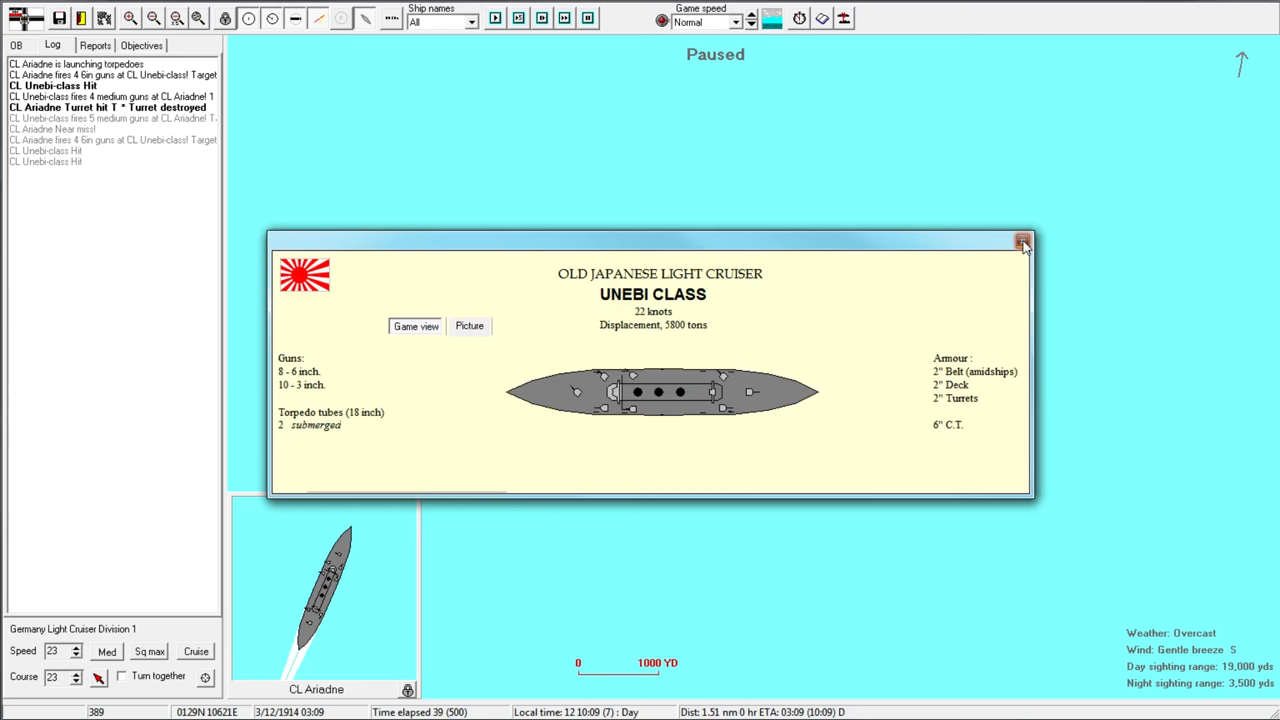 Ship names
All
Game speed
Normal
OB Log Reports Objectives
CL Ariadne is launching torpedoes
CL Ariadne fires 4 6in guns at CL Unebi-class! Target
CL Unebi-class Hit
CL Unebi-class fires 4 medium guns at CL Ariadne! 1
CL Ariadne Turret hit T * Turret destroyed
CL Unebi-class fires 5 medium guns at CL Ariadne! T
CL Ariadne Near miss!
CL Ariadne fires 4 6in guns at CL Unebi-class! Target
CL Unebi-class Hit
CL Unebi-class Hit
Paused
OLD JAPANESE LIGHT CRUISER
UNEBI CLASS
22 knots
Displacement, 5800 tons
Game view Picture
Guns:
8 - 6 inch.
10 - 3 inch.
Torpedo tubes (18 inch)
2 submerged
Armour :
2" Belt (amidships)
2" Deck
2" Turrets
6" C.T.
Germany Light Cruiser Division 1
Speed 23 Med Sq max Cruise
Course 23 Turn together
CL Ariadne
0 1000 YD
Weather: Overcast
Wind: Gentle breeze S
Day sighting range: 19,000 yds
Night sighting range: 3,500 yds
389 0129N 10621E 3/12/1914 03:09 Time elapsed 39 (500) Local time: 12 10:09 (7) : Day Dist: 1.51 nm 0 hr ETA: 03:09 (10:09) D